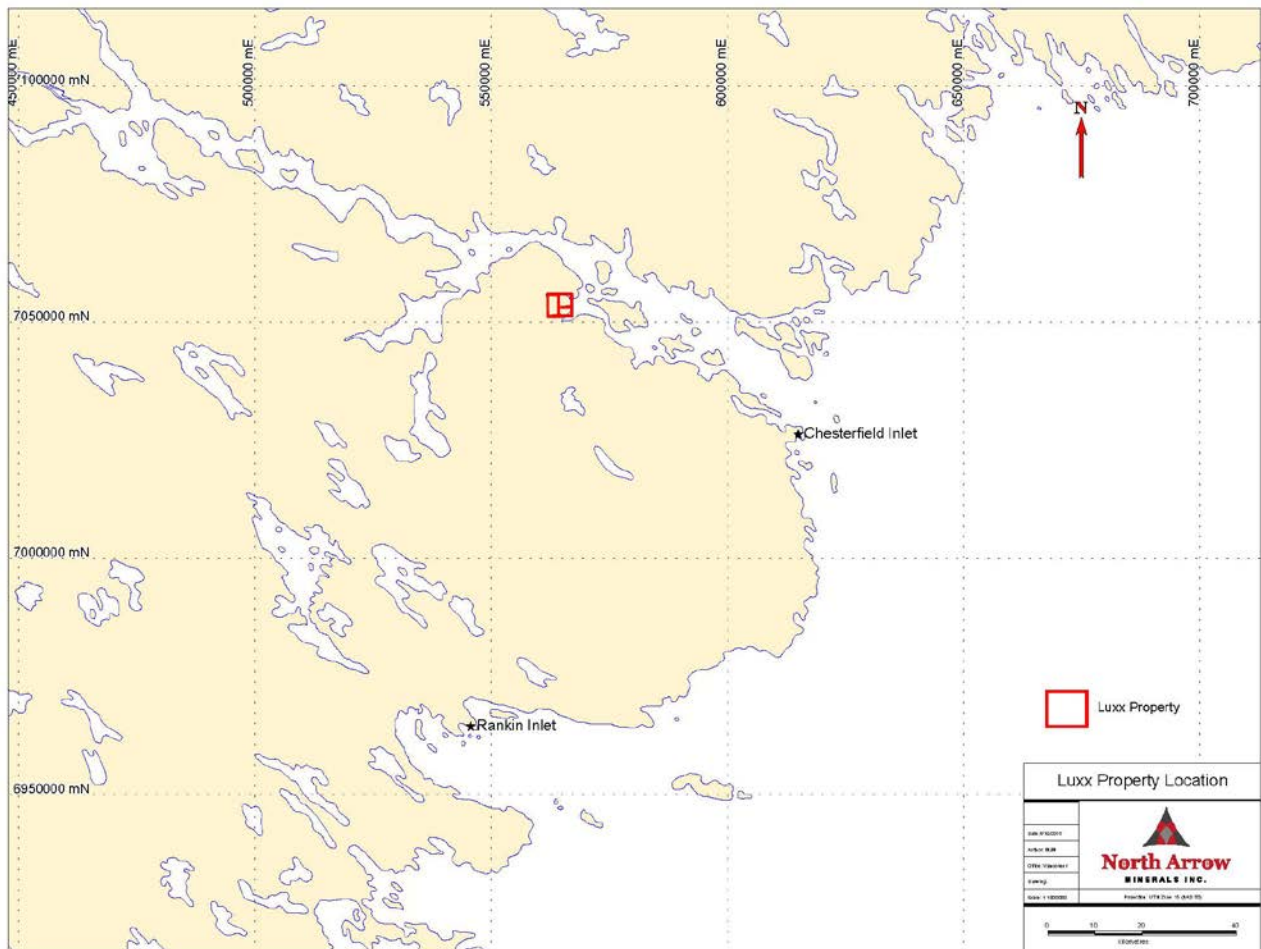 450000 mE
500000 mE
550000 mE
600000 mE
650000 mE
700000 mE
7100000 mN
N
7050000 mN
Chesterfield Inlet
7000000 mN
Luxx Property
Rankin Inlet
6950000 mN
Luxx Property Location
North Arrow
MINERALS INC.
0 10 20 40
kilometres